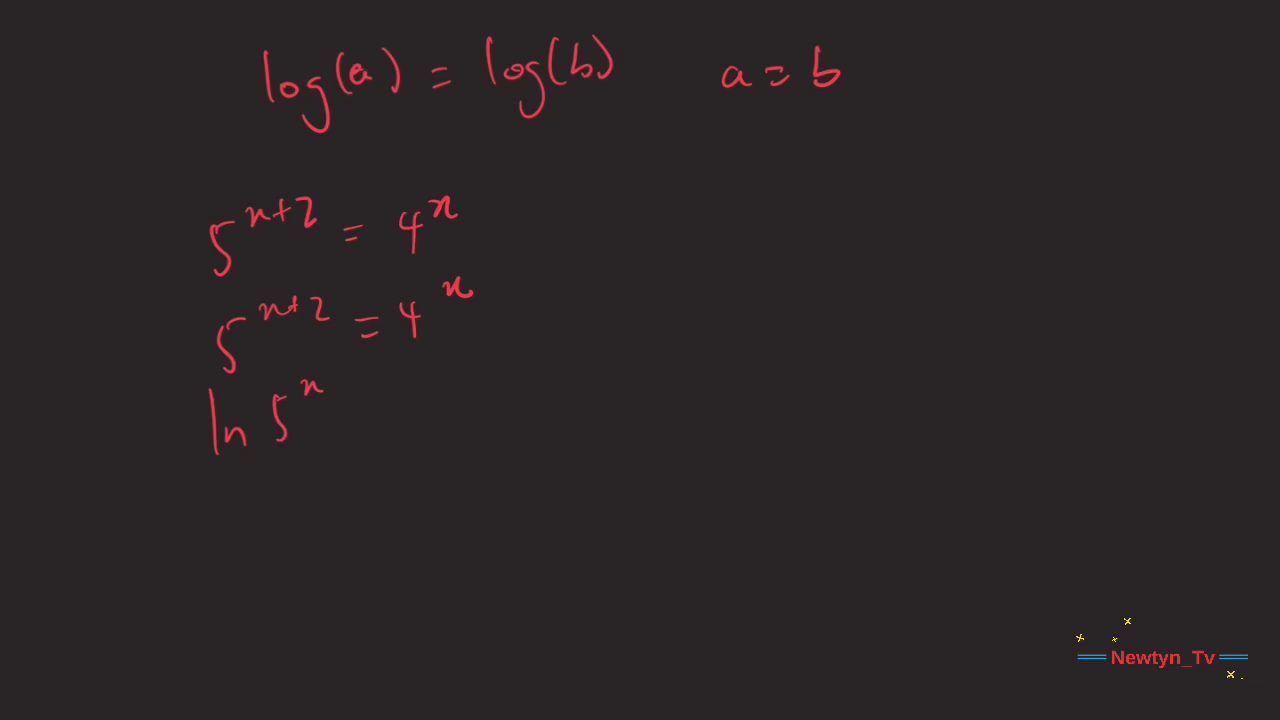 log(a) = log(b) a = b
5^{x+2} = 4^x
5^{x+2} = 4^x
ln 5^x
Newtyn_Tv